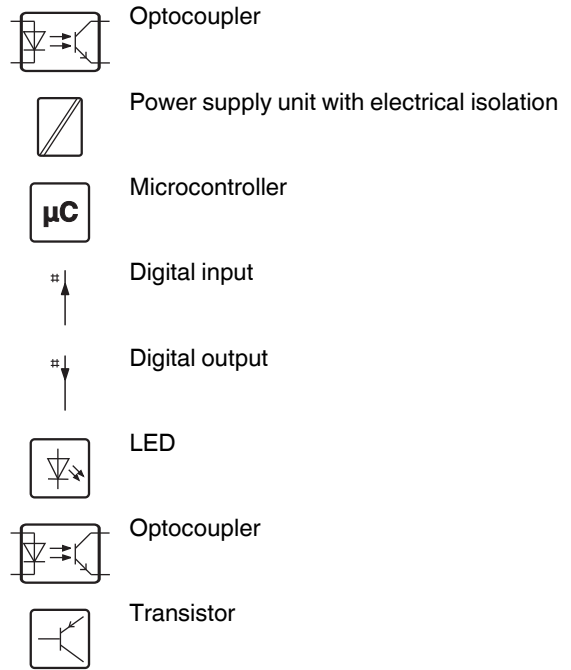 Optocoupler
Power supply unit with electrical isolation
µC
Microcontroller
#
Digital input
#
Digital output
LED
Optocoupler
Transistor